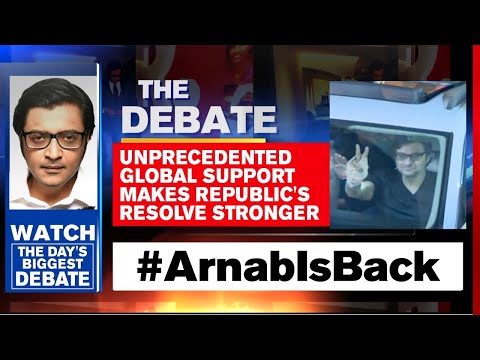 THE
DEBATE
UNPRECEDENTED
GLOBAL SUPPORT
MAKES REPUBLIC'S
RESOLVE STRONGER
WATCH
THE DAY'S
BIGGEST
DEBATE
#ArnabIsBack